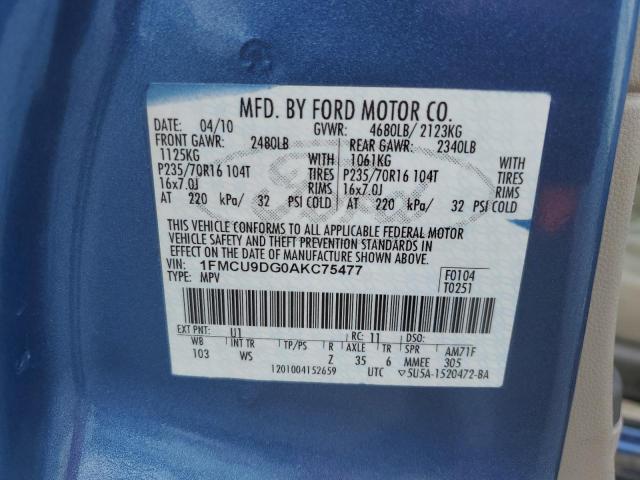 MFD. BY FORD MOTOR CO.
DATE: 04/10 GVWR: 4680LB/ 2123KG
FRONT GAWR: 2480LB REAR GAWR: 2340LB
1125KG WITH 1061KG WITH
P235/70R16 104T TIRES P235/70R16 104T TIRES
16x7.0J RIMS 16x7.0J RIMS
AT 220 kPa/ 32 PSI COLD AT 220 kPa/ 32 PSI COLD
THIS VEHICLE CONFORMS TO ALL APPLICABLE FEDERAL MOTOR
VEHICLE SAFETY AND THEFT PREVENTION STANDARDS IN
EFFECT ON THE DATE OF MANUFACTURE SHOWN ABOVE.
VIN: 1FMCU9DG0AKC75477 F0104
TYPE: MPV T0251
EXT PNT: U1 RC: 11 DSO:
WB INT TR TP/PS R AXLE TR SPR AM71F
103 WS Z 35 6 MMEE 305
1201004152659 UTC ▽5U5A-1520472-BA
Ford